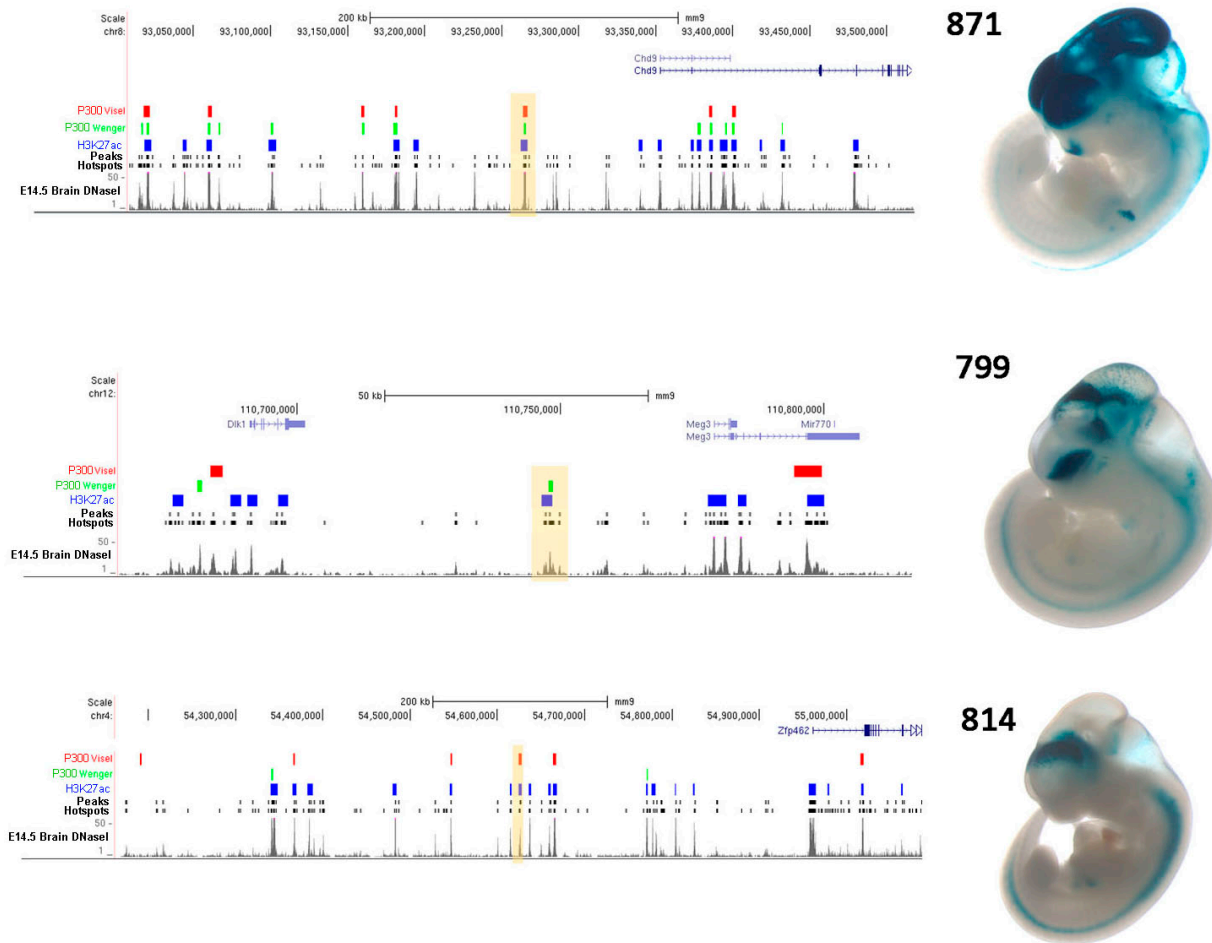 871
Scale 200 kb mm9
chr8: 93,050,000 93,100,000 93,150,000 93,200,000 93,250,000 93,300,000 93,350,000 93,400,000 93,450,000 93,500,000
Chd9
Chd9
P300 Visel
P300 Wenger
H3K27ac
Peaks
Hotspots
50
E14.5 Brain DNaseI
1
799
Scale 50 kb mm9
chr12: 110,700,000 110,750,000 110,800,000
Dlk1 Meg3 Mir770
Meg3
P300 Visel
P300 Wenger
H3K27ac
Peaks
Hotspots
50
E14.5 Brain DNaseI
1
814
Scale 200 kb mm9
chr4: 54,300,000 54,400,000 54,500,000 54,600,000 54,700,000 54,800,000 54,900,000 55,000,000
Zfp462
P300 Visel
P300 Wenger
H3K27ac
Peaks
Hotspots
50
E14.5 Brain DNaseI
1